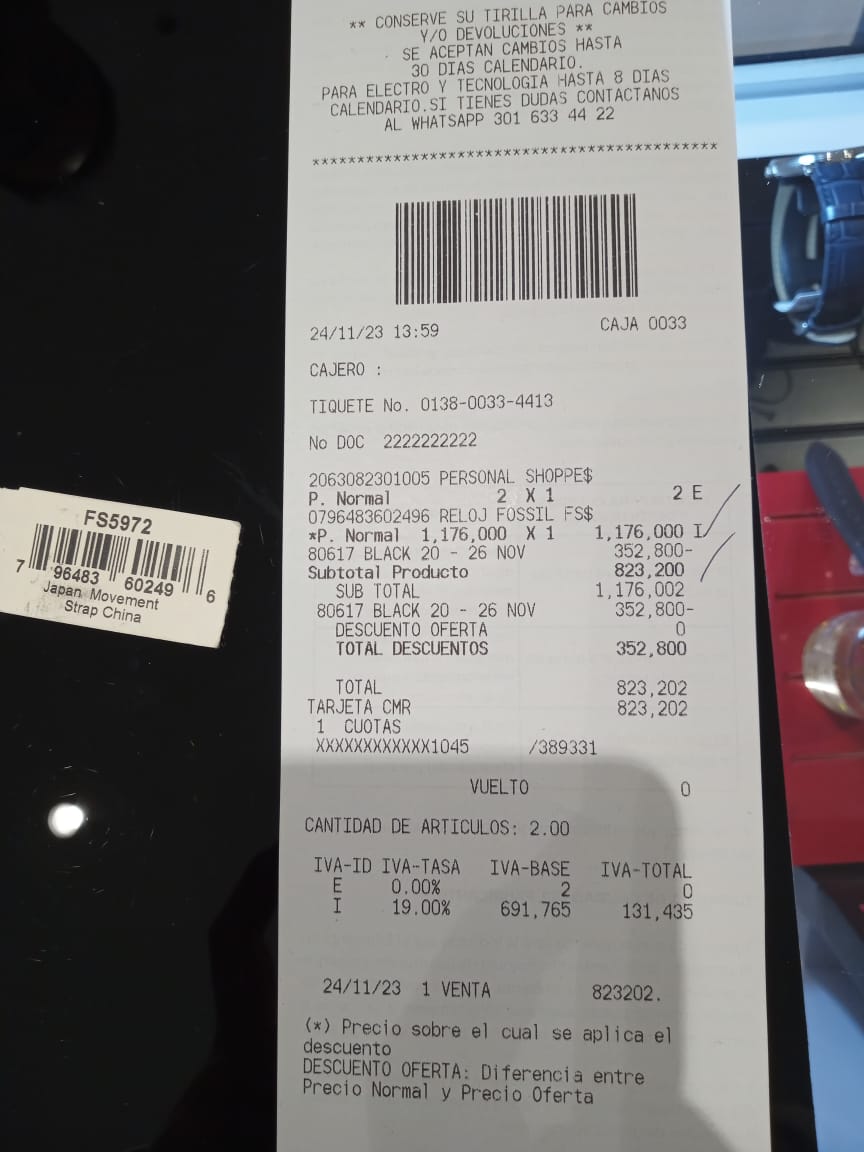 ** CONSERVE SU TIRILLA PARA CAMBIOS
Y/O DEVOLUCIONES **
SE ACEPTAN CAMBIOS HASTA
30 DIAS CALENDARIO.
PARA ELECTRO Y TECNOLOGIA HASTA 8 DIAS
CALENDARIO.SI TIENES DUDAS CONTACTANOS
AL WHATSAPP 301 633 44 22
*********************************************
24/11/23 13:59 CAJA 0033
CAJERO :
TIQUETE No. 0138-0033-4413
No DOC 2222222222
2063082301005 PERSONAL SHOPPE$
P. Normal 2 X 1 2 E
0796483602496 RELOJ FOSSIL FS$
*P. Normal 1,176,000 X 1 1,176,000 I
80617 BLACK 20 - 26 NOV 352,800-
Subtotal Producto 823,200
SUB TOTAL 1,176,002
80617 BLACK 20 - 26 NOV 352,800-
DESCUENTO OFERTA 0
TOTAL DESCUENTOS 352,800
TOTAL 823,202
TARJETA CMR 823,202
1 CUOTAS
XXXXXXXXXXXX1045 /389331
VUELTO 0
CANTIDAD DE ARTICULOS: 2.00
IVA-ID IVA-TASA IVA-BASE IVA-TOTAL
E 0.00% 2 0
I 19.00% 691,765 131,435
24/11/23 1 VENTA 823202.
(*) Precio sobre el cual se aplica el
descuento
DESCUENTO OFERTA: Diferencia entre
Precio Normal y Precio Oferta
FS5972
7 96483 60249 6
Japan Movement
Strap China